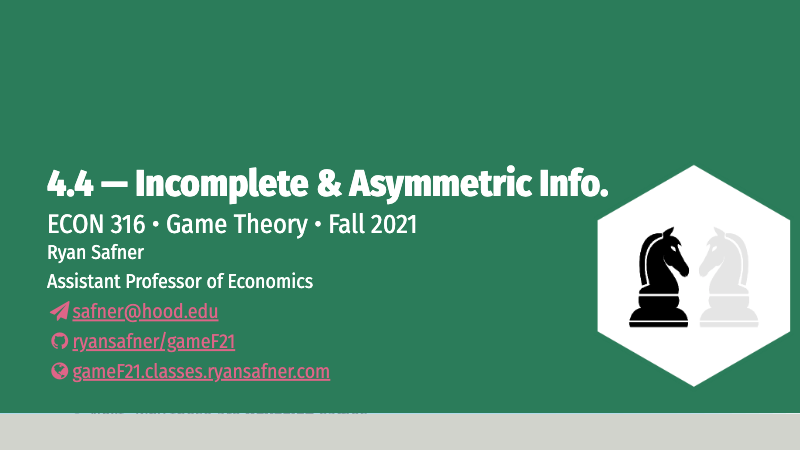 4.4 — Incomplete & Asymmetric Info.
ECON 316 • Game Theory • Fall 2021
Ryan Safner
Assistant Professor of Economics
safner@hood.edu
ryansafner/gameF21
gameF21.classes.ryansafner.com